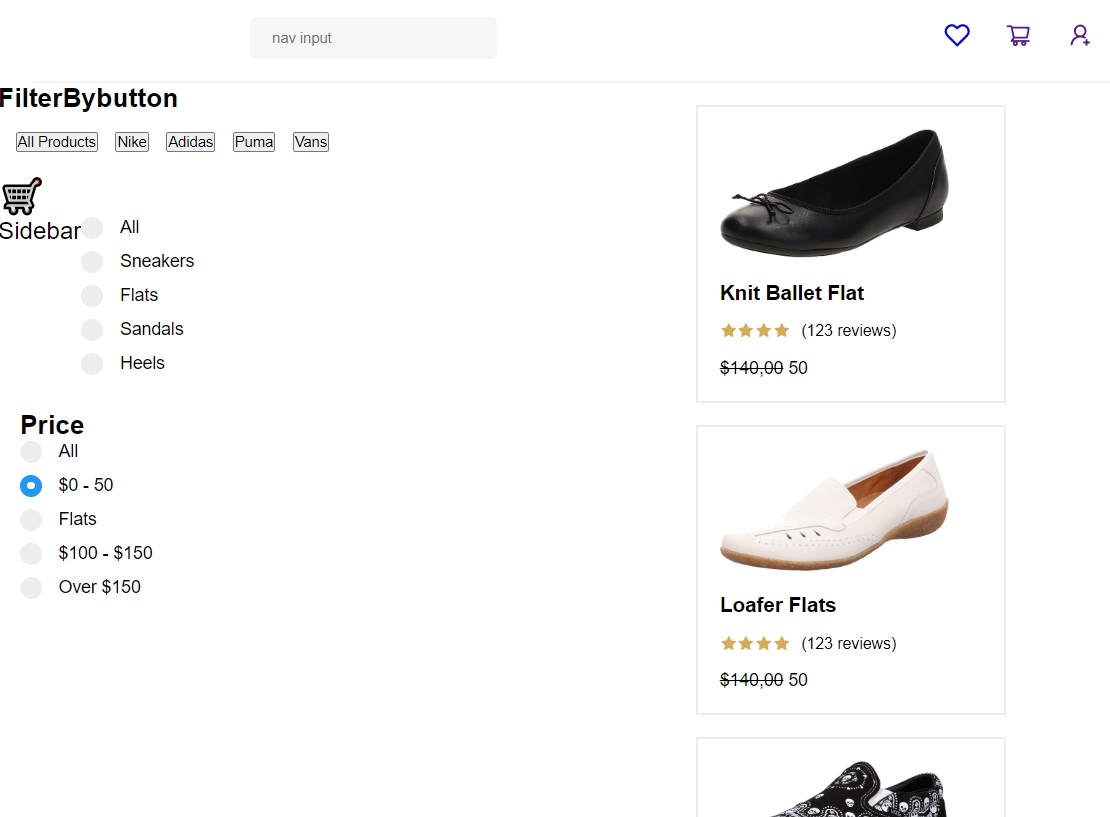 nav input
FilterBybutton
All Products Nike Adidas Puma Vans
Sidebar
All
Sneakers
Flats
Sandals
Heels
Price
All
$0 - 50
Flats
$100 - $150
Over $150
Knit Ballet Flat
(123 reviews)
$140,00 50
Loafer Flats
(123 reviews)
$140,00 50